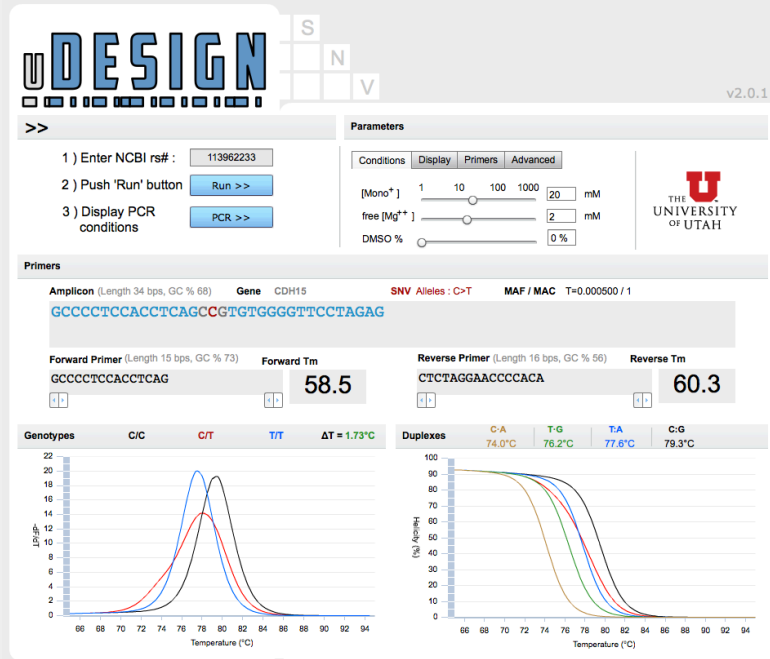 uDESIGN
S
N
V
v2.0.1
>>
Parameters
1 ) Enter NCBI rs# : 113962233
2 ) Push 'Run' button Run >>
3 ) Display PCR conditions PCR >>
Conditions Display Primers Advanced
1 10 100 1000
[Mono+ ] 20 mM
free [Mg++ ] 2 mM
DMSO % 0 %
U
THE
UNIVERSITY
OF UTAH
Primers
Amplicon (Length 34 bps, GC % 68) Gene CDH15 SNV Alleles : C>T MAF / MAC T=0.000500 / 1
GCCCCTCCACCTCAGCCGTGTGGGGTTCCTAGAG
Forward Primer (Length 15 bps, GC % 73) Forward Tm Reverse Primer (Length 16 bps, GC % 56) Reverse Tm
GCCCCTCCACCTCAG 58.5 CTCTAGGAACCCCACA 60.3
Genotypes C/C C/T T/T ΔT = 1.73°C
Duplexes C·A T·G T:A C:G
74.0°C 76.2°C 77.6°C 79.3°C
22
20
18
16
14
12
10
8
6
4
2
0
-dF/dT
66 68 70 72 74 76 78 80 82 84 86 88 90 92 94
Temperature (°C)
100
90
80
70
60
50
40
30
20
10
0
Helicity (%)
66 68 70 72 74 76 78 80 82 84 86 88 90 92 94
Temperature (°C)